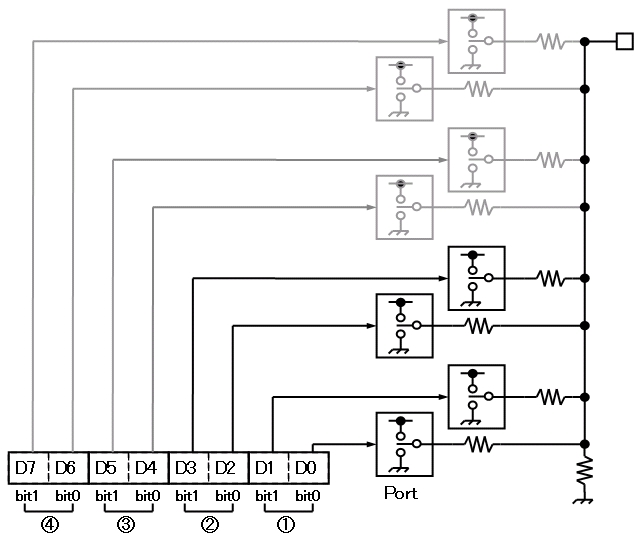 D7 D6 D5 D4 D3 D2 D1 D0
bit1 bit0 bit1 bit0 bit1 bit0 bit1 bit0 Port
④ ③ ② ①